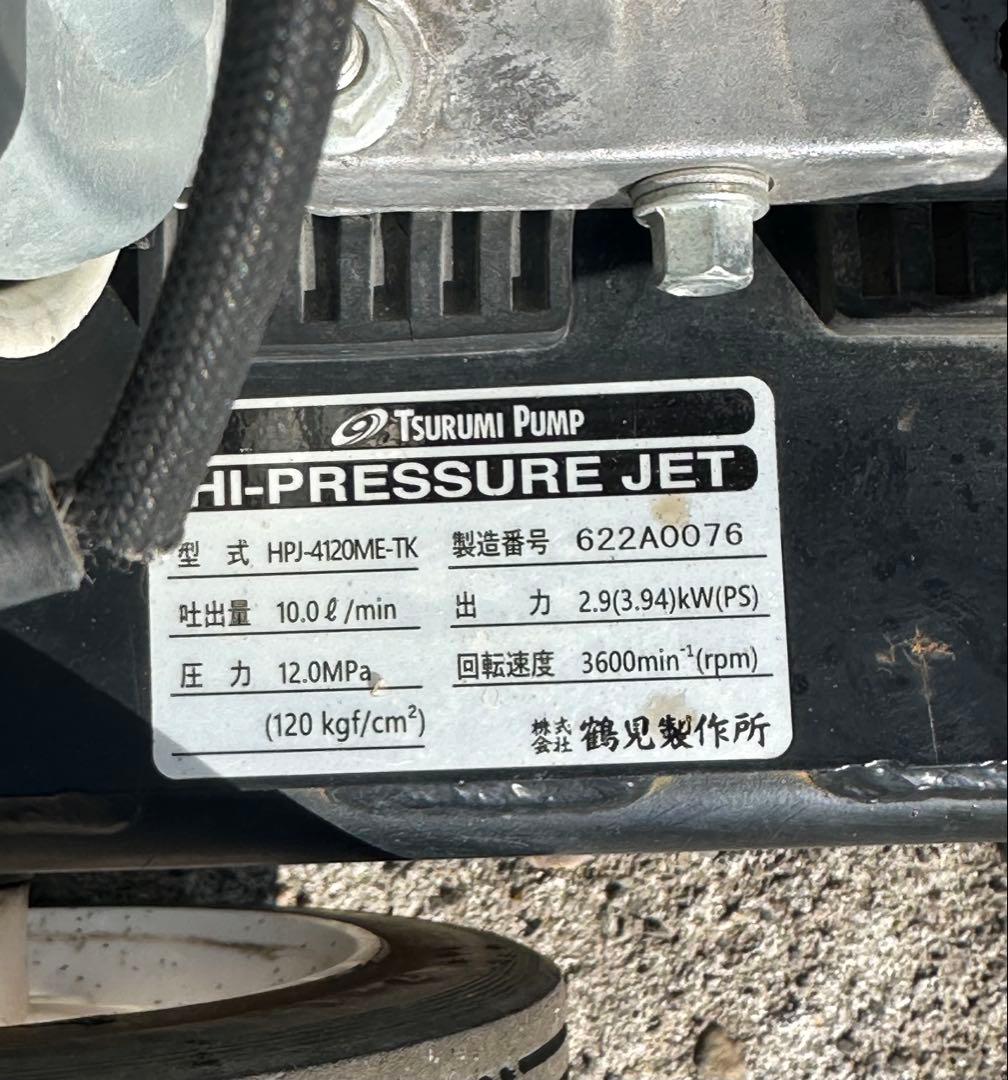 TSURUMI PUMP
HI-PRESSURE JET
型 式 HPJ-4120ME-TK 製造番号 622A0076
吐出量 10.0ℓ/min 出 力 2.9(3.94)kW(PS)
圧 力 12.0MPa 回転速度 3600min⁻¹(rpm)
(120 kgf/cm²) 株式会社 鶴見製作所